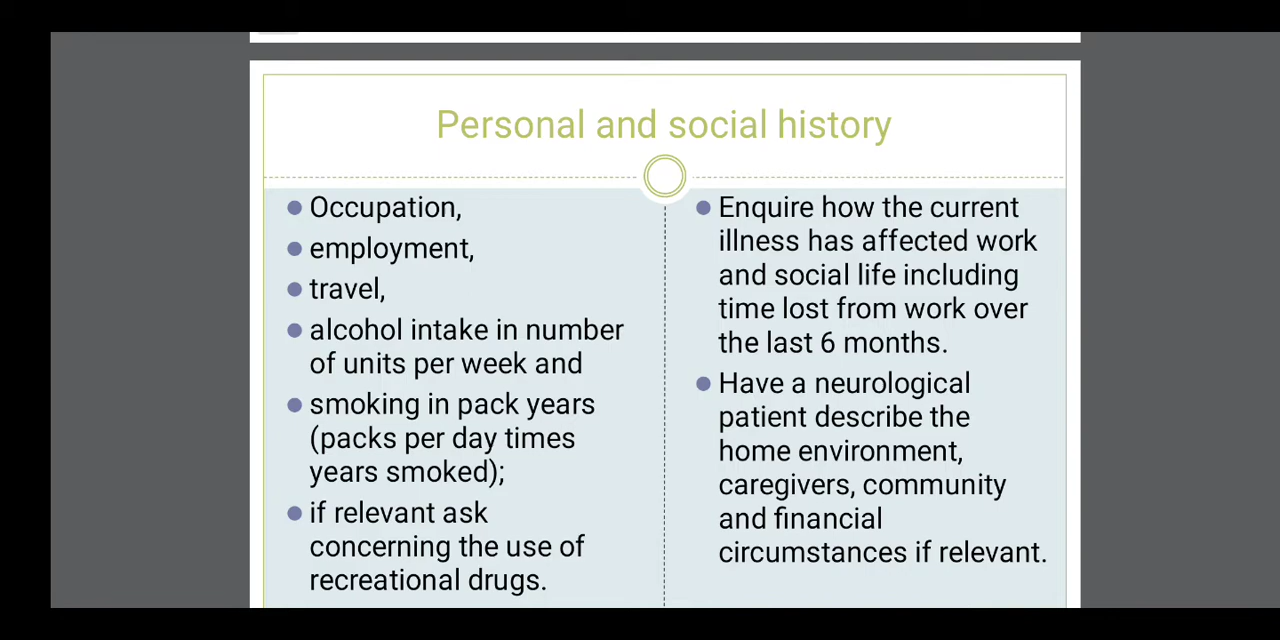 Personal and social history
Occupation,
employment,
travel,
alcohol intake in number
of units per week and
smoking in pack years
(packs per day times
years smoked);
if relevant ask
concerning the use of
recreational drugs.
Enquire how the current
illness has affected work
and social life including
time lost from work over
the last 6 months.
Have a neurological
patient describe the
home environment,
caregivers, community
and financial
circumstances if relevant.